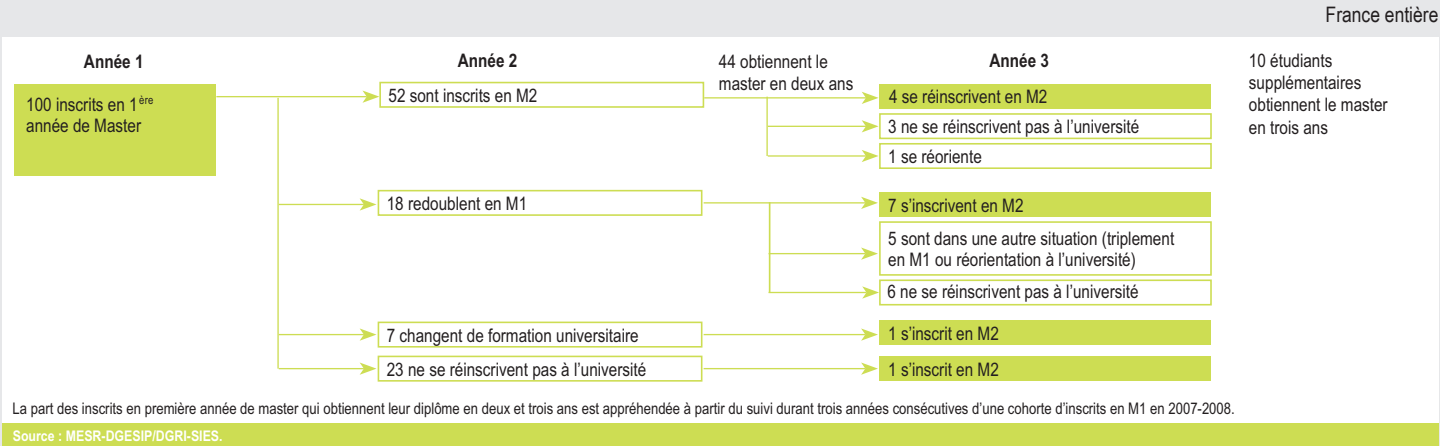 France entière
Année 1
Année 2
44 obtiennent le
master en deux ans
Année 3
10 étudiants
supplémentaires
obtiennent le master
en trois ans
100 inscrits en 1ère
année de Master
52 sont inscrits en M2
4 se réinscrivent en M2
3 ne se réinscrivent pas à l'université
1 se réoriente
18 redoublent en M1
7 s'inscrivent en M2
5 sont dans une autre situation (triplement
en M1 ou réorientation à l'université)
6 ne se réinscrivent pas à l'université
7 changent de formation universitaire
1 s'inscrit en M2
23 ne se réinscrivent pas à l'université
1 s'inscrit en M2
La part des inscrits en première année de master qui obtiennent leur diplôme en deux et trois ans est appréhendée à partir du suivi durant trois années consécutives d'une cohorte d'inscrits en M1 en 2007-2008.
Source : MESR-DGESIP/DGRI-SIES.